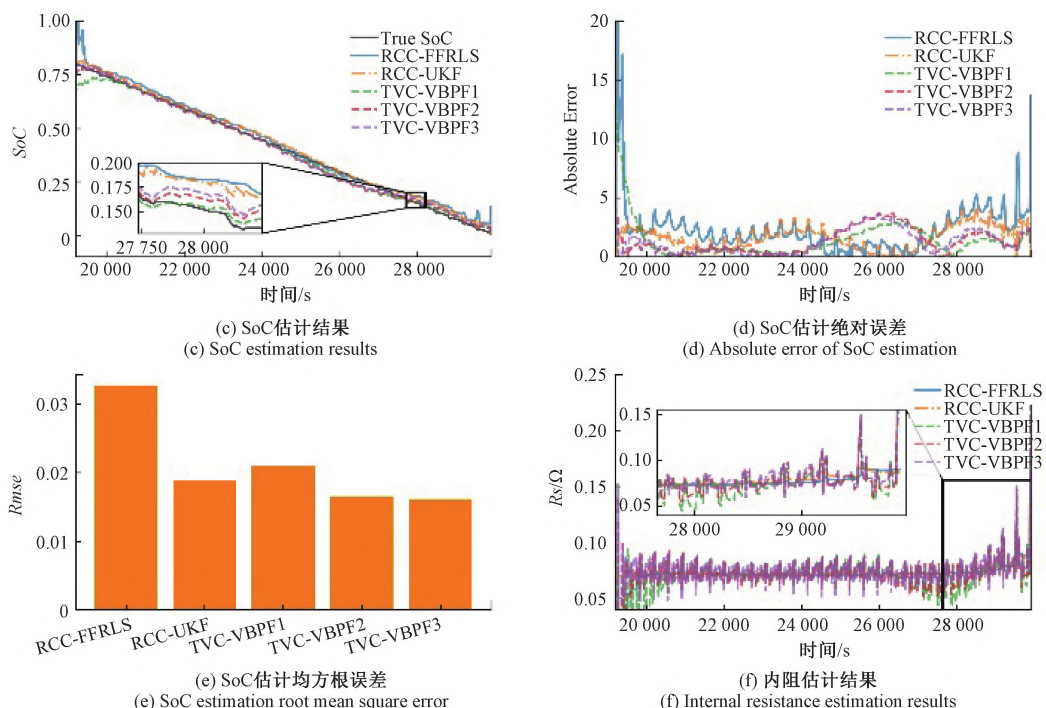 1.00
0.75
0.50
0.25
0
SoC
True SoC
RCC-FFRLS
RCC-UKF
TVC-VBPF1
TVC-VBPF2
TVC-VBPF3
0.200
0.175
0.150
27 750
28 000
20 000 22 000 24 000 26 000 28 000
时间/s
(c) SoC估计结果
(c) SoC estimation results
20
15
10
5
0
Absolute Error
RCC-FFRLS
RCC-UKF
TVC-VBPF1
TVC-VBPF2
TVC-VBPF3
20 000 22 000 24 000 26 000 28 000
时间/s
(d) SoC估计绝对误差
(d) Absolute error of SoC estimation
0.03
0.02
0.01
0
Rmse
RCC-FFRLS
RCC-UKF
TVC-VBPF1
TVC-VBPF2
TVC-VBPF3
(e) SoC估计均方根误差
(e) SoC estimation root mean square error
0.25
0.20
0.15
0.10
0.05
Rs/Ω
RCC-FFRLS
RCC-UKF
TVC-VBPF1
TVC-VBPF2
TVC-VBPF3
0.15
0.10
0.05
28 000 29 000
20 000 22 000 24 000 26 000 28 000
时间/s
(f) 内阻估计结果
(f) Internal resistance estimation results